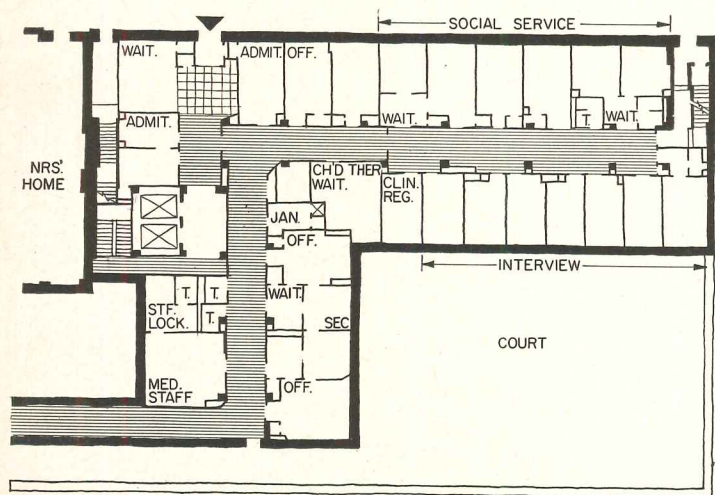 SOCIAL SERVICE
WAIT.
ADMIT. OFF.
ADMIT.
WAIT.
T.
WAIT.
NRS'.
HOME
CH'D THER
WAIT.
CLIN.
REG.
JAN.
OFF.
INTERVIEW
T.
T.
WAIT.
STF.
LOCK.
T.
SEC
COURT
MED.
STAFF
OFF.